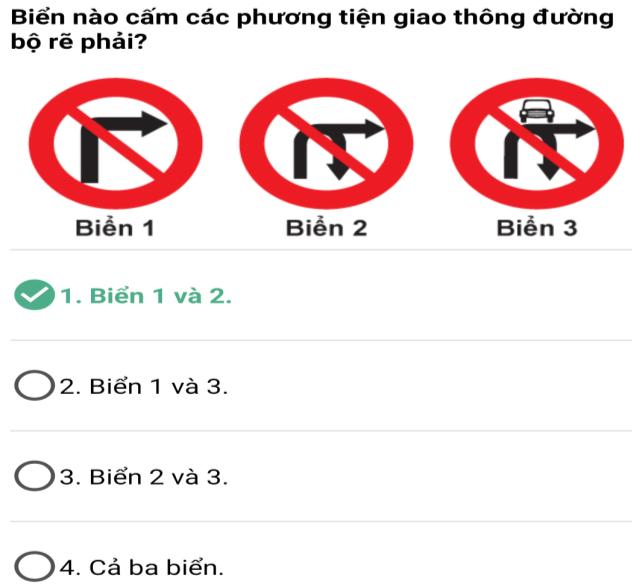 Biển nào cấm các phương tiện giao thông đường
bộ rẽ phải?
Biển 1
Biển 2
Biển 3
1. Biển 1 và 2.
2. Biển 1 và 3.
3. Biển 2 và 3.
4. Cả ba biển.